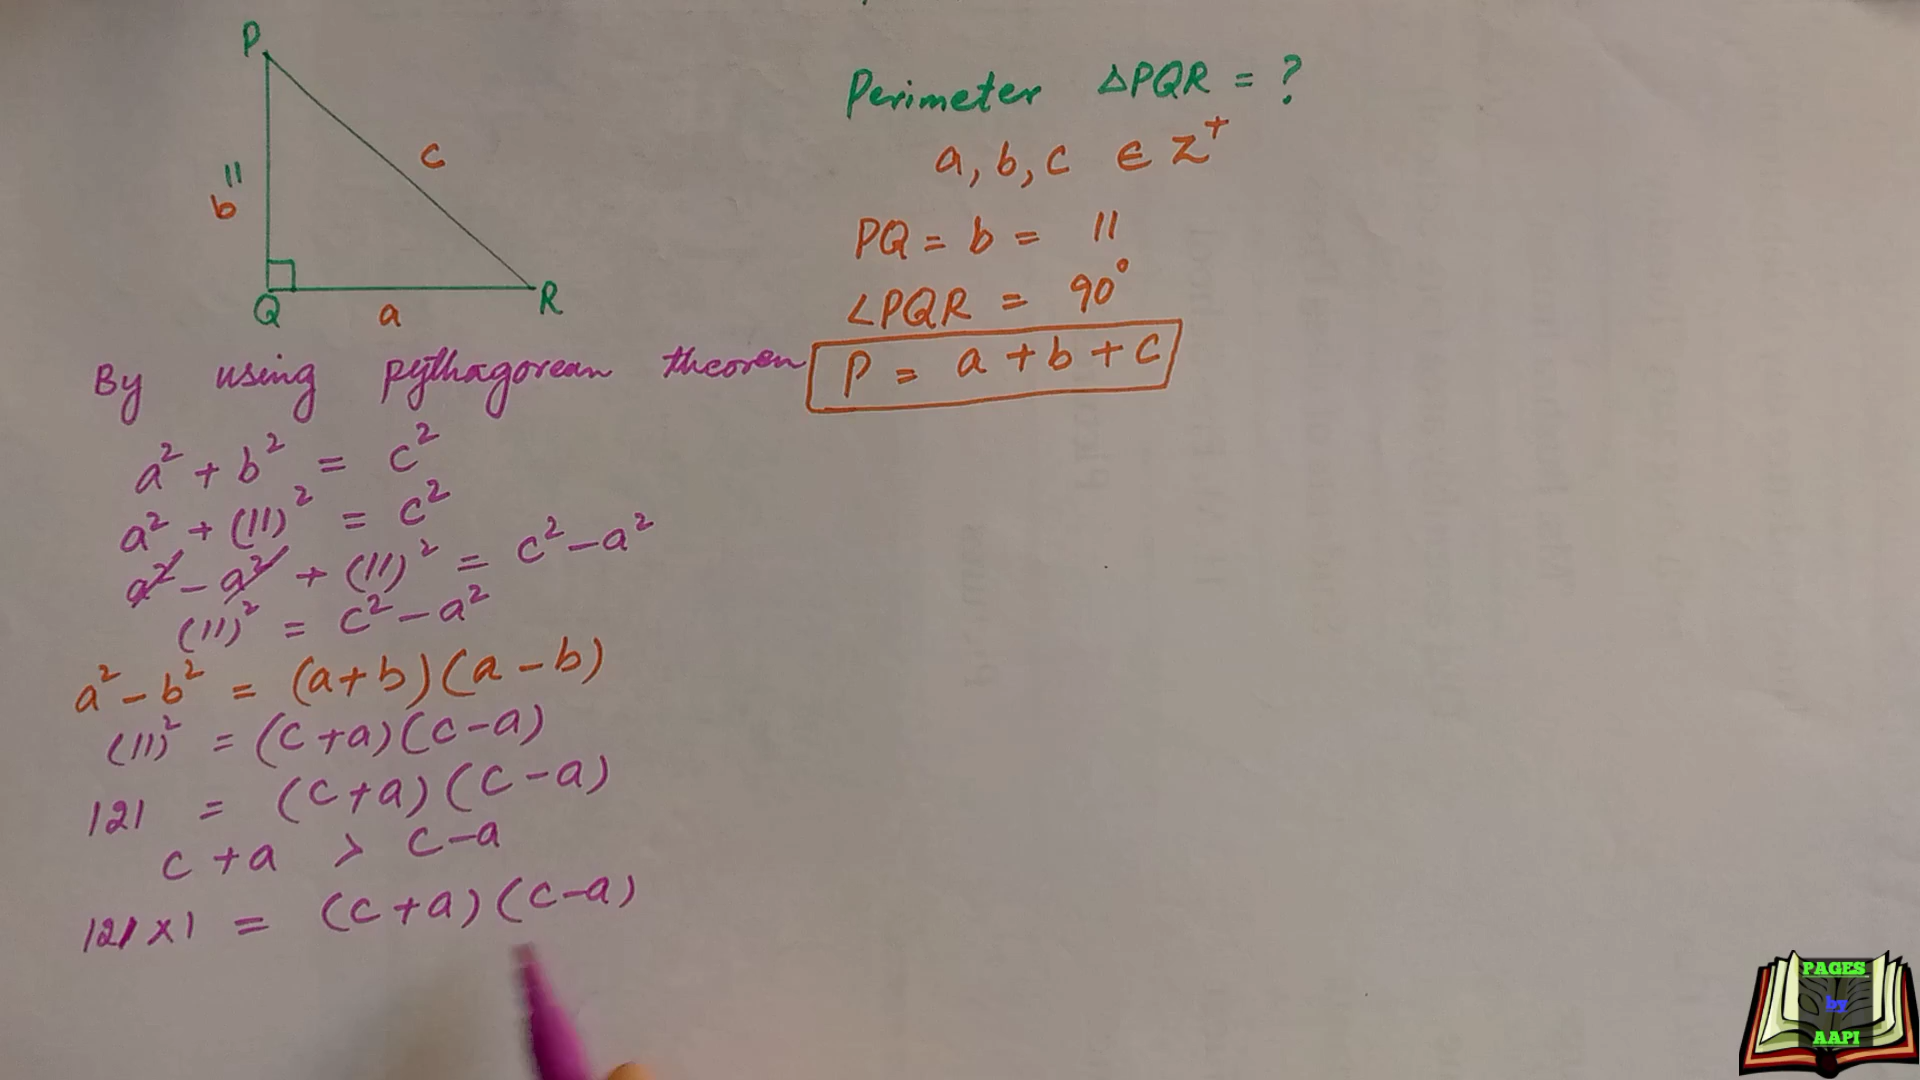 P
c
11
b
Q
a
R
Perimeter △PQR = ?
a, b, c ∈ Z⁺
PQ = b = 11
∠PQR = 90°
P = a + b + c
By using pythagorean theorem
a² + b² = c²
a² + (11)² = c²
a² - a² + (11)² = c² - a²
(11)² = c² - a²
a² - b² = (a+b)(a-b)
(11)² = (c+a)(c-a)
121 = (c+a)(c-a)
c+a > c-a
121 × 1 = (c+a)(c-a)
PAGES
by
AAPI